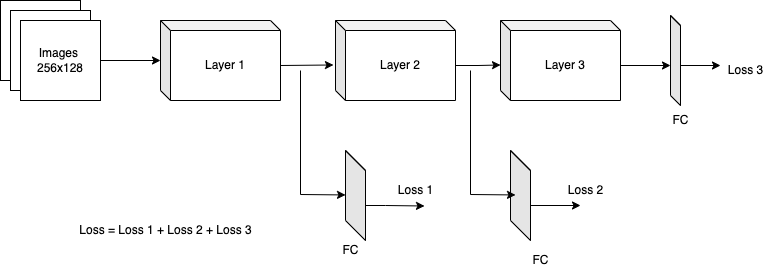 Images
256x128
Layer 1
Layer 2
Layer 3
Loss 3
FC
Loss 1
Loss 2
Loss = Loss 1 + Loss 2 + Loss 3
FC
FC